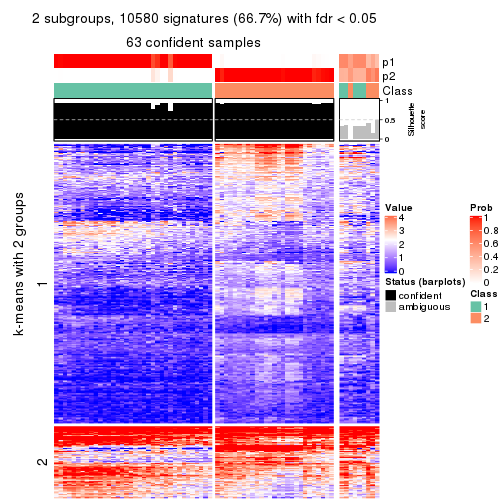 2 subgroups, 10580 signatures (66.7%) with fdr < 0.05
63 confident samples
p1
p2
Class
1
0.5
0
Silhouette
score
k-means with 2 groups
1
2
Value
4
3
2
1
0
Prob
1
0.8
0.6
0.4
0.2
0
Status (barplots)
confident
ambiguous
Class
1
2